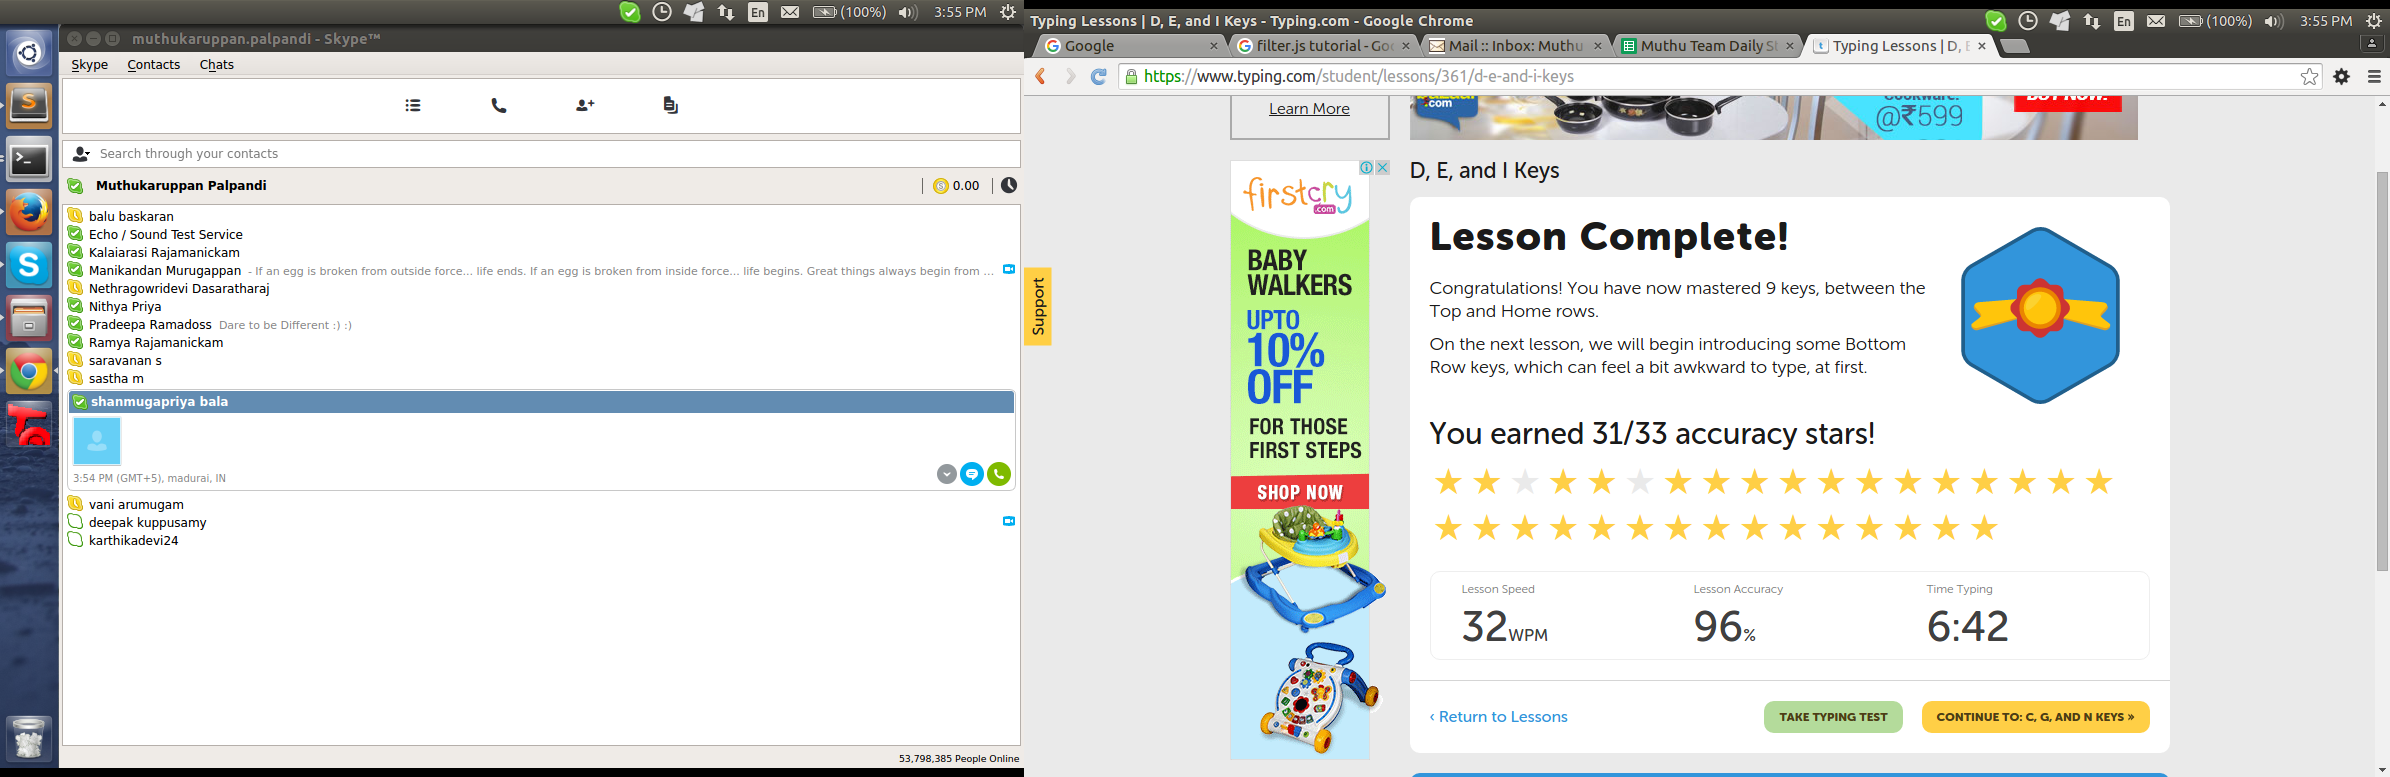 En (100%) 3:55 PM
muthukaruppan.palpandi - Skype™
Skype Contacts Chats
Search through your contacts
Muthukaruppan Palpandi 0.00
balu baskaran
Echo / Sound Test Service
Kalaiarasi Rajamanickam
Manikandan Murugappan - If an egg is broken from outside force... life ends. If an egg is broken from inside force... life begins. Great things always begin from ...
Nethragowridevi Dasaratharaj
Nithya Priya
Pradeepa Ramadoss Dare to be Different :) :)
Ramya Rajamanickam
saravanan s
sastha m
shanmugapriya bala
3:54 PM (GMT+5), madurai, IN
vani arumugam
deepak kuppusamy
karthikadevi24
53,798,385 People Online
Typing Lessons | D, E, and I Keys - Typing.com - Google Chrome
En (100%) 3:55 PM
Google
filter.js tutorial - Goo
Mail :: Inbox: Muthu
Muthu Team Daily St
Typing Lessons | D, E
https://www.typing.com/student/lessons/361/d-e-and-i-keys
Learn More
.com
@₹599
BUY NOW!
Support
firstcry
.com
BABY
WALKERS
UPTO
10%
OFF
FOR THOSE
FIRST STEPS
SHOP NOW
D, E, and I Keys
Lesson Complete!
Congratulations! You have now mastered 9 keys, between the
Top and Home rows.
On the next lesson, we will begin introducing some Bottom
Row keys, which can feel a bit awkward to type, at first.
You earned 31/33 accuracy stars!
Lesson Speed Lesson Accuracy Time Typing
32WPM 96% 6:42
‹ Return to Lessons
TAKE TYPING TEST
CONTINUE TO: C, G, AND N KEYS »